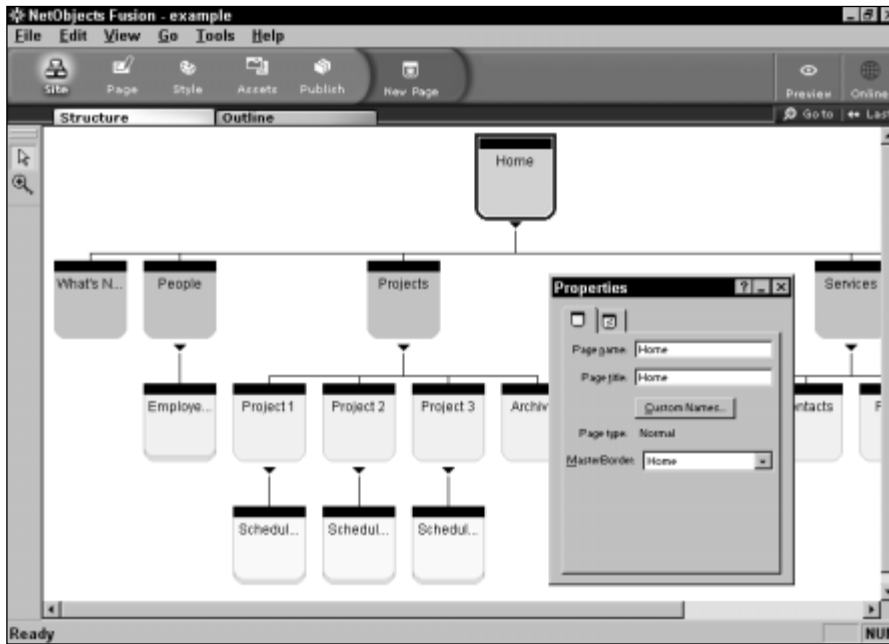 NetObjects Fusion - example
File Edit View Go Tools Help
Site Page Style Assets Publish New Page Preview Online
Structure Outline Go to Las
Home
What's N... People Projects Services
Properties
Page name: Home
Page title: Home
Custom Names...
Page type: Normal
MasterBorder: Home
Employe... Project 1 Project 2 Project 3 Archiv ntacts
Schedul... Schedul... Schedul...
Ready NU